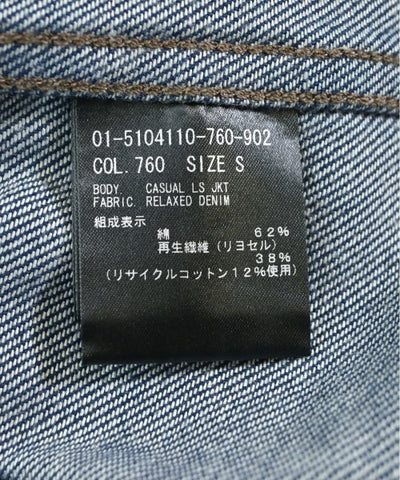 01-5104110-760-902
COL. 760 SIZE S
BODY. CASUAL LS JKT
FABRIC. RELAXED DENIM
組成表示
綿 62%
再生繊維(リヨセル)
38%
(リサイクルコットン12%使用)